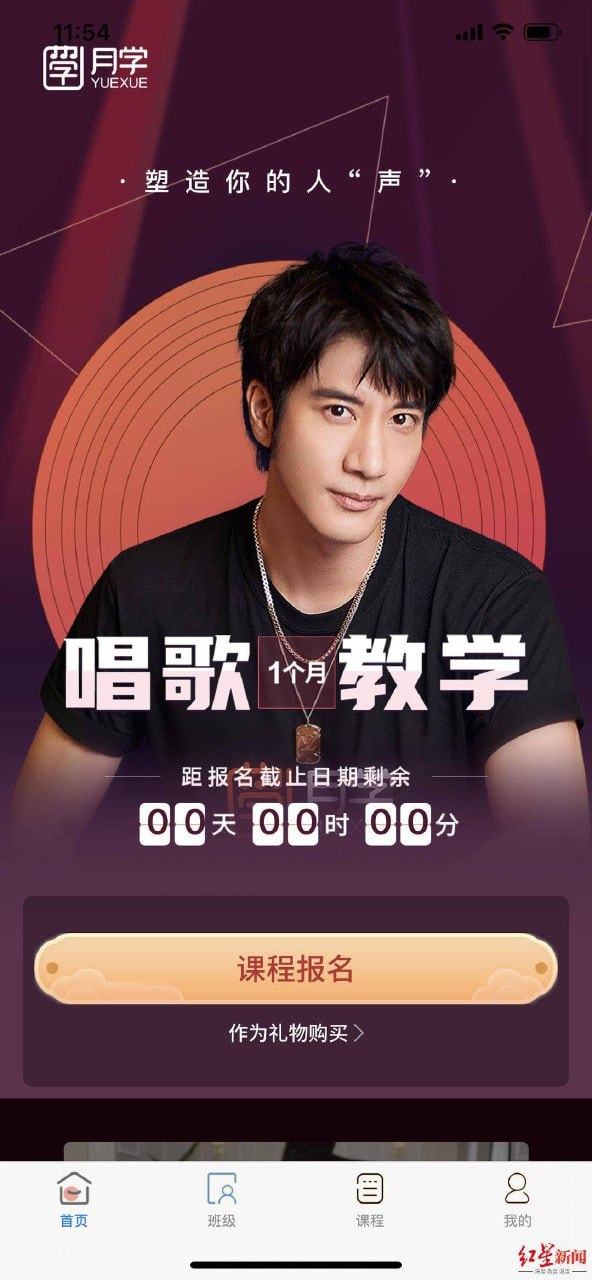 11:54
月学
YUEXUE
·塑造你的人“声”·
唱歌1个月教学
距报名截止日期剩余
00天00时00分
课程报名
作为礼物购买>
首页 班级 课程 我的
红星新闻